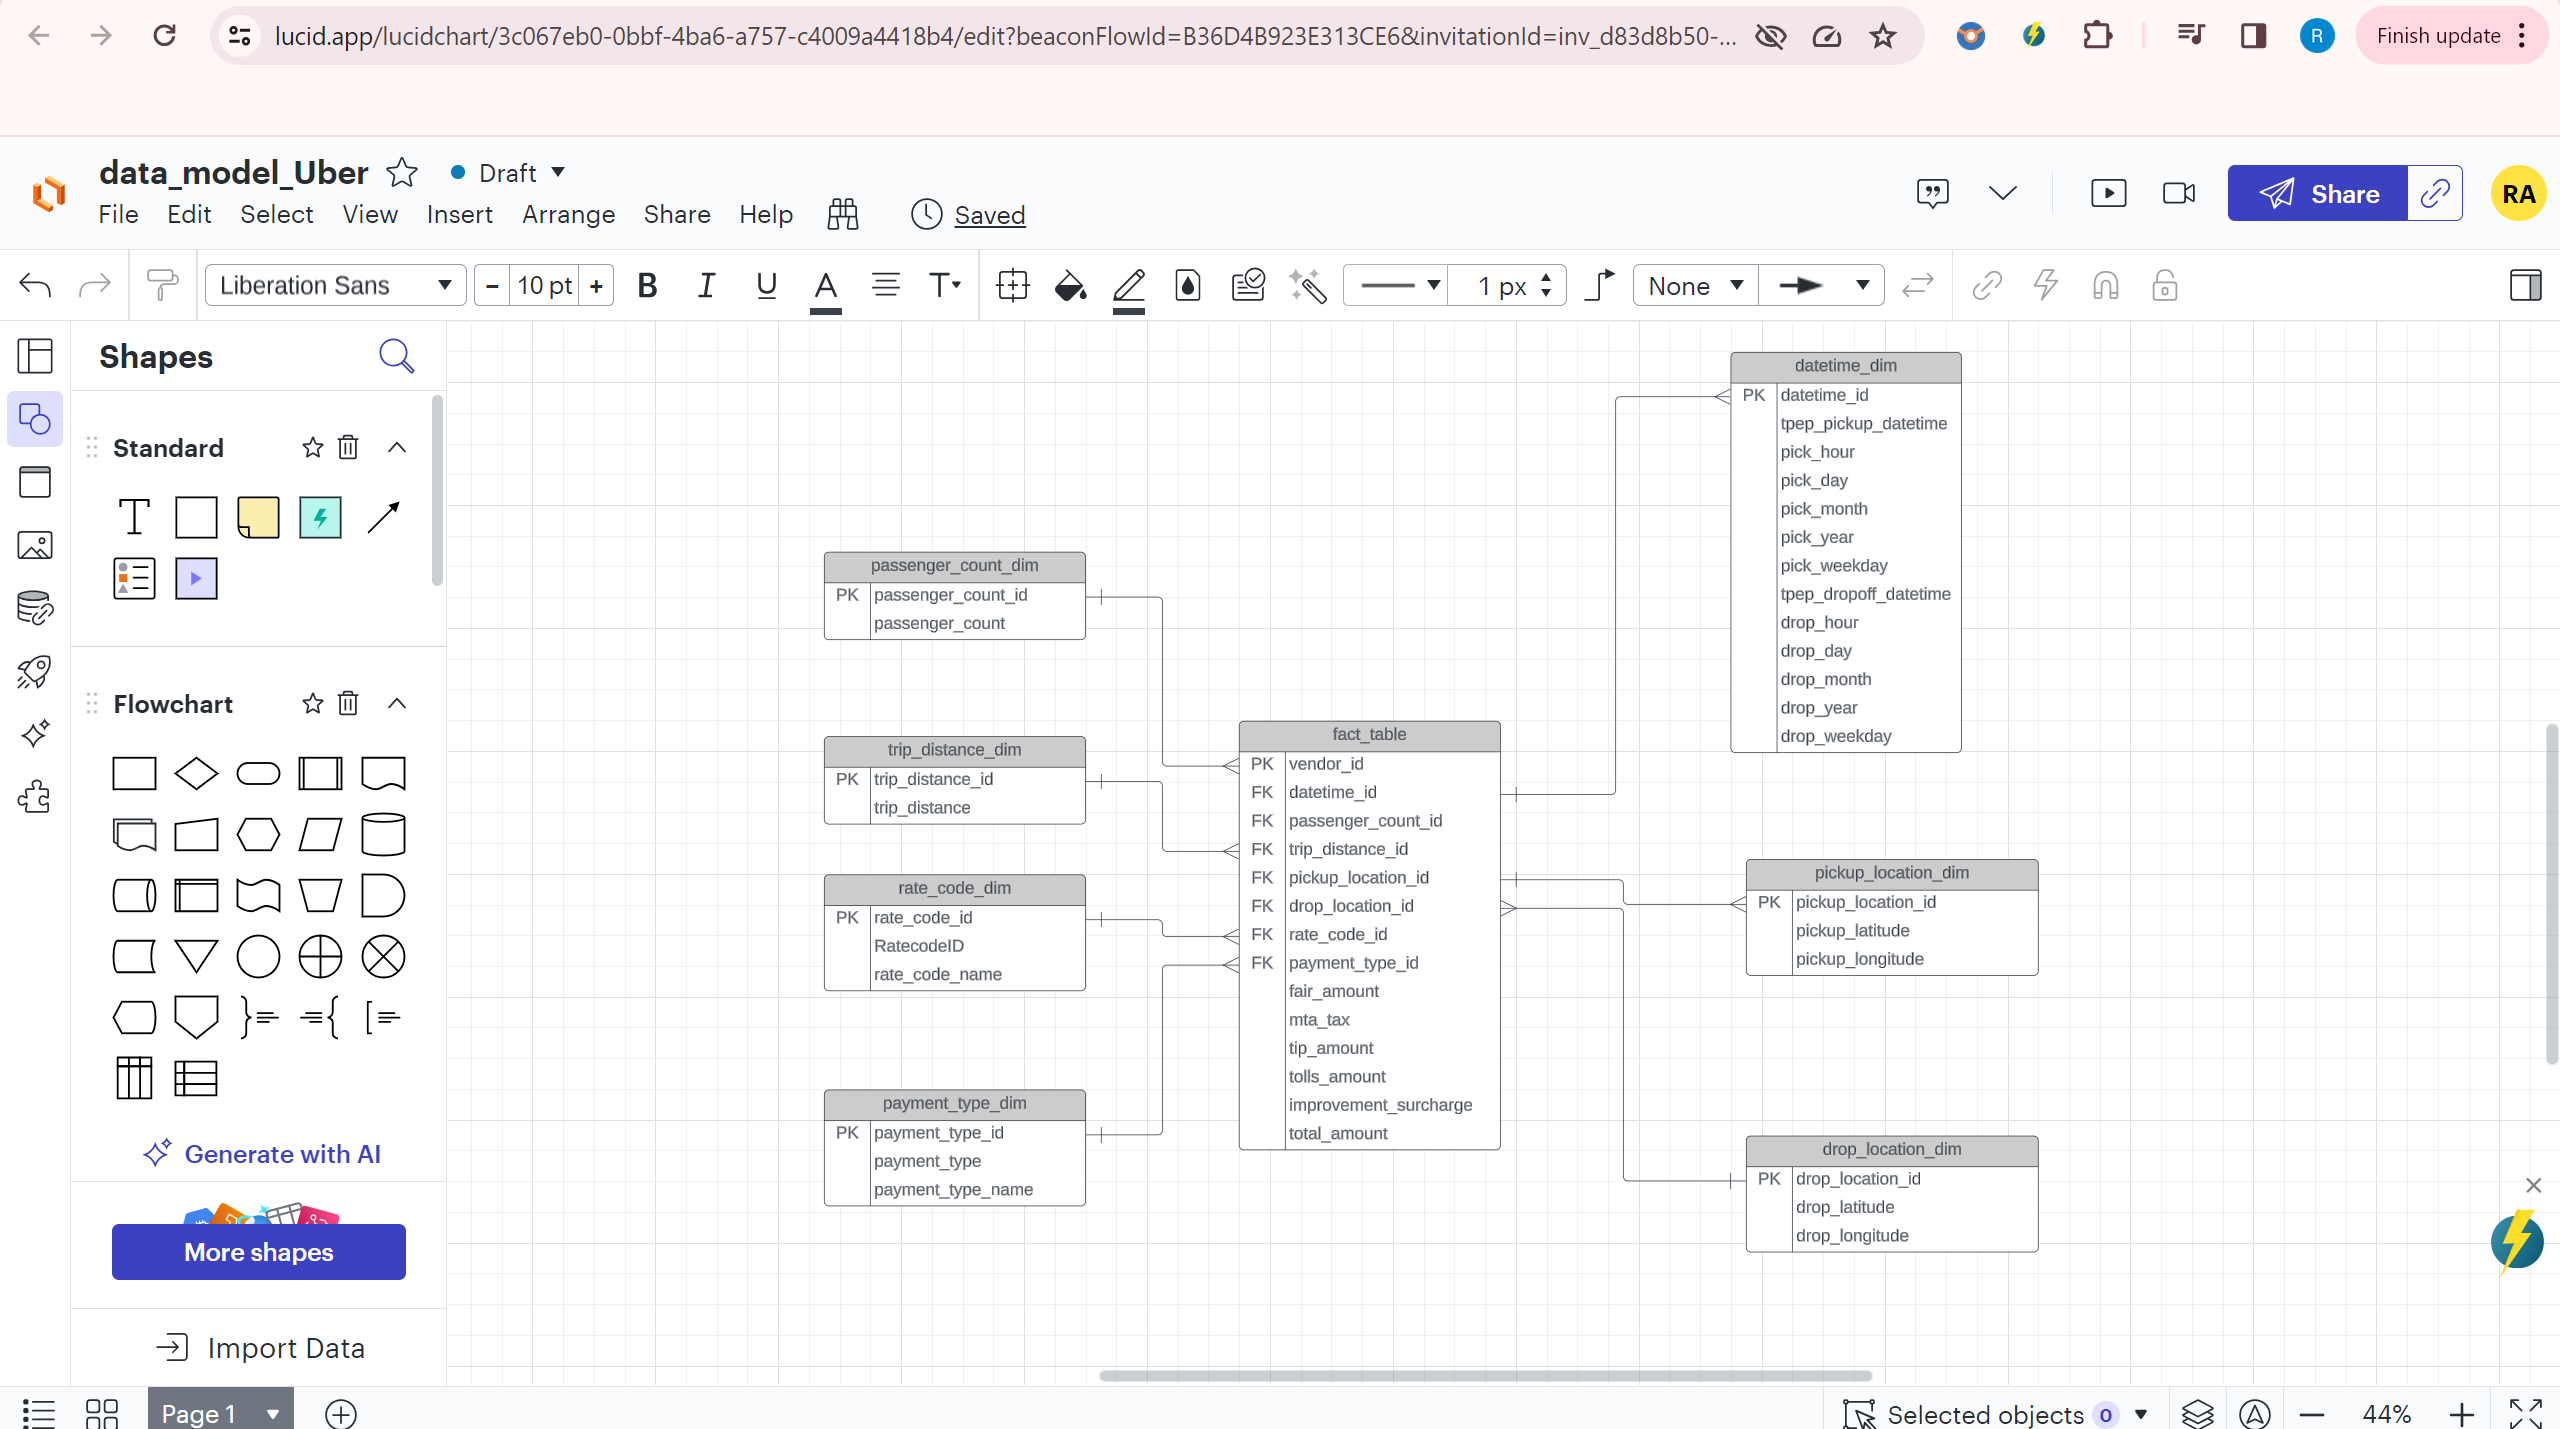 lucid.app/lucidchart/3c067eb0-0bbf-4ba6-a757-c4009a4418b4/edit?beaconFlowId=B36D4B923E313CE6&invitationId=inv_d83d8b50-...
R
Finish update
data_model_Uber
Draft
File Edit Select View Insert Arrange Share Help
Saved
Share
RA
Liberation Sans
- 10 pt +
B I U A T
1 px
None
Shapes
Standard
T
Flowchart
Generate with AI
More shapes
Import Data
passenger_count_dim
PK passenger_count_id
passenger_count
trip_distance_dim
PK trip_distance_id
trip_distance
rate_code_dim
PK rate_code_id
RatecodeID
rate_code_name
payment_type_dim
PK payment_type_id
payment_type
payment_type_name
fact_table
PK vendor_id
FK datetime_id
FK passenger_count_id
FK trip_distance_id
FK pickup_location_id
FK drop_location_id
FK rate_code_id
FK payment_type_id
fair_amount
mta_tax
tip_amount
tolls_amount
improvement_surcharge
total_amount
datetime_dim
PK datetime_id
tpep_pickup_datetime
pick_hour
pick_day
pick_month
pick_year
pick_weekday
tpep_dropoff_datetime
drop_hour
drop_day
drop_month
drop_year
drop_weekday
pickup_location_dim
PK pickup_location_id
pickup_latitude
pickup_longitude
drop_location_dim
PK drop_location_id
drop_latitude
drop_longitude
Page 1
Selected objects 0
44%